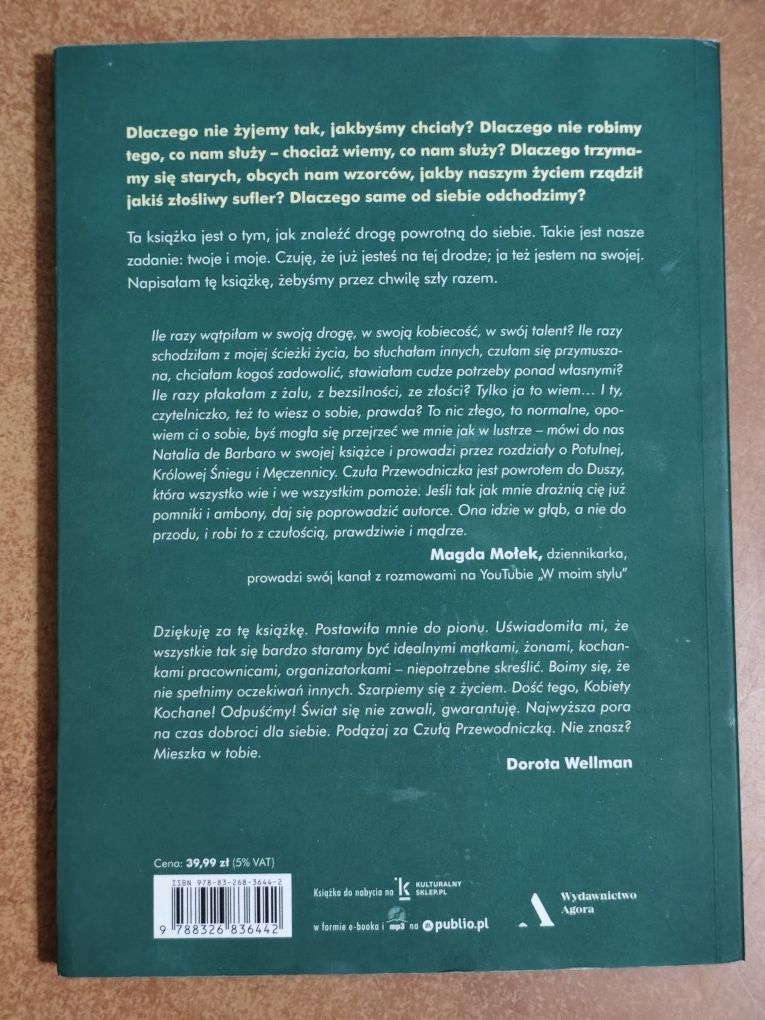 Dlaczego nie żyjemy tak, jakbyśmy chciały? Dlaczego nie robimy
tego, co nam służy – chociaż wiemy, co nam służy? Dlaczego trzyma-
my się starych, obcych nam wzorców, jakby naszym życiem rządził
jakiś złośliwy sufler? Dlaczego same od siebie odchodzimy?
Ta książka jest o tym, jak znaleźć drogę powrotną do siebie. Takie jest nasze
zadanie: twoje i moje. Czuję, że już jesteś na tej drodze; ja też jestem na swojej.
Napisałam tę książkę, żebyśmy przez chwilę szły razem.
Ile razy wątpiłam w swoją drogę, w swoją kobiecość, w swój talent? Ile razy
schodziłam z mojej ścieżki życia, bo słuchałam innych, czułam się przymusza-
na, chciałam kogoś zadowolić, stawiałam cudze potrzeby ponad własnymi?
Ile razy płakałam z żalu, z bezsilności, ze złości? Tylko ja to wiem... I ty,
czytelniczko, też to wiesz o sobie, prawda? To nic złego, to normalne, opo-
wiem ci o sobie, byś mogła się przejrzeć we mnie jak w lustrze – mówi do nas
Natalia de Barbaro w swojej książce i prowadzi przez rozdziały o Potulnej,
Królowej Śniegu i Męczennicy. Czuła Przewodniczka jest powrotem do Duszy,
która wszystko wie i we wszystkim pomoże. Jeśli tak jak mnie drażnią cię już
pomniki i ambony, daj się poprowadzić autorce. Ona idzie w głąb, a nie do
przodu, i robi to z czułością, prawdziwie i mądrze.
Magda Mołek, dziennikarka,
prowadzi swój kanał z rozmowami na YouTubie „W moim stylu”
Dziękuję za tę książkę. Postawiła mnie do pionu. Uświadomiła mi, że
wszystkie tak się bardzo staramy być idealnymi matkami, żonami, kochan-
kami pracownicami, organizatorkami – niepotrzebne skreślić. Boimy się, że
nie spełnimy oczekiwań innych. Szarpiemy się z życiem. Dość tego, Kobiety
Kochane! Odpuśćmy! Świat się nie zawali, gwarantuję. Najwyższa pora
na czas dobroci dla siebie. Podążaj za Czułą Przewodniczką. Nie znasz?
Mieszka w tobie.
Dorota Wellman
Cena: 39,99 zł (5% VAT)
ISBN 978-83-268-3644-2
9 788326 836442
Książka do nabycia na k KULTURALNY
SKLEP.PL
w formie e-booka i mp3 na publio.pl
A Wydawnictwo
Agora